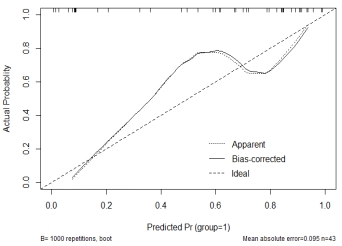 Actual Probability
1.0
0.8
0.6
0.4
0.2
0.0
Apparent
Bias-corrected
Ideal
0.0 0.2 0.4 0.6 0.8 1.0
Predicted Pr (group=1)
B= 1000 repetitions, boot Mean absolute error=0.095 n=43